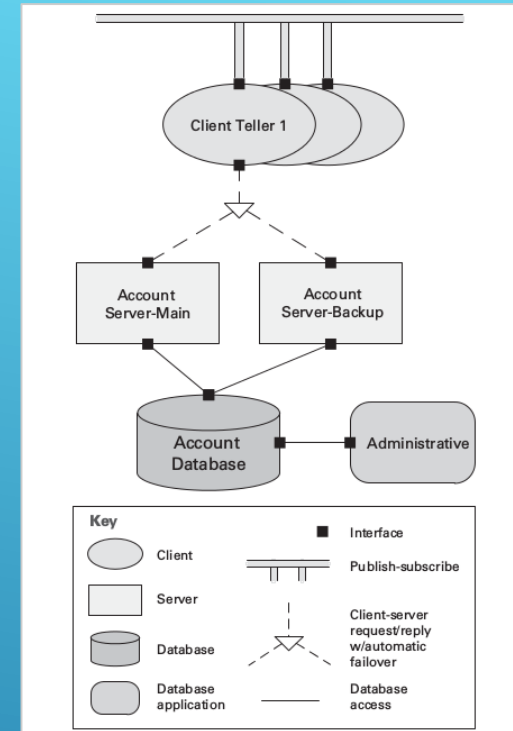 Client Teller 1
Account
Server-Main
Account
Server-Backup
Account
Database
Administrative
Key
Client
Server
Database
Database
application
Interface
Publish-subscribe
Client-server
request/reply
w/automatic
failover
Database
access